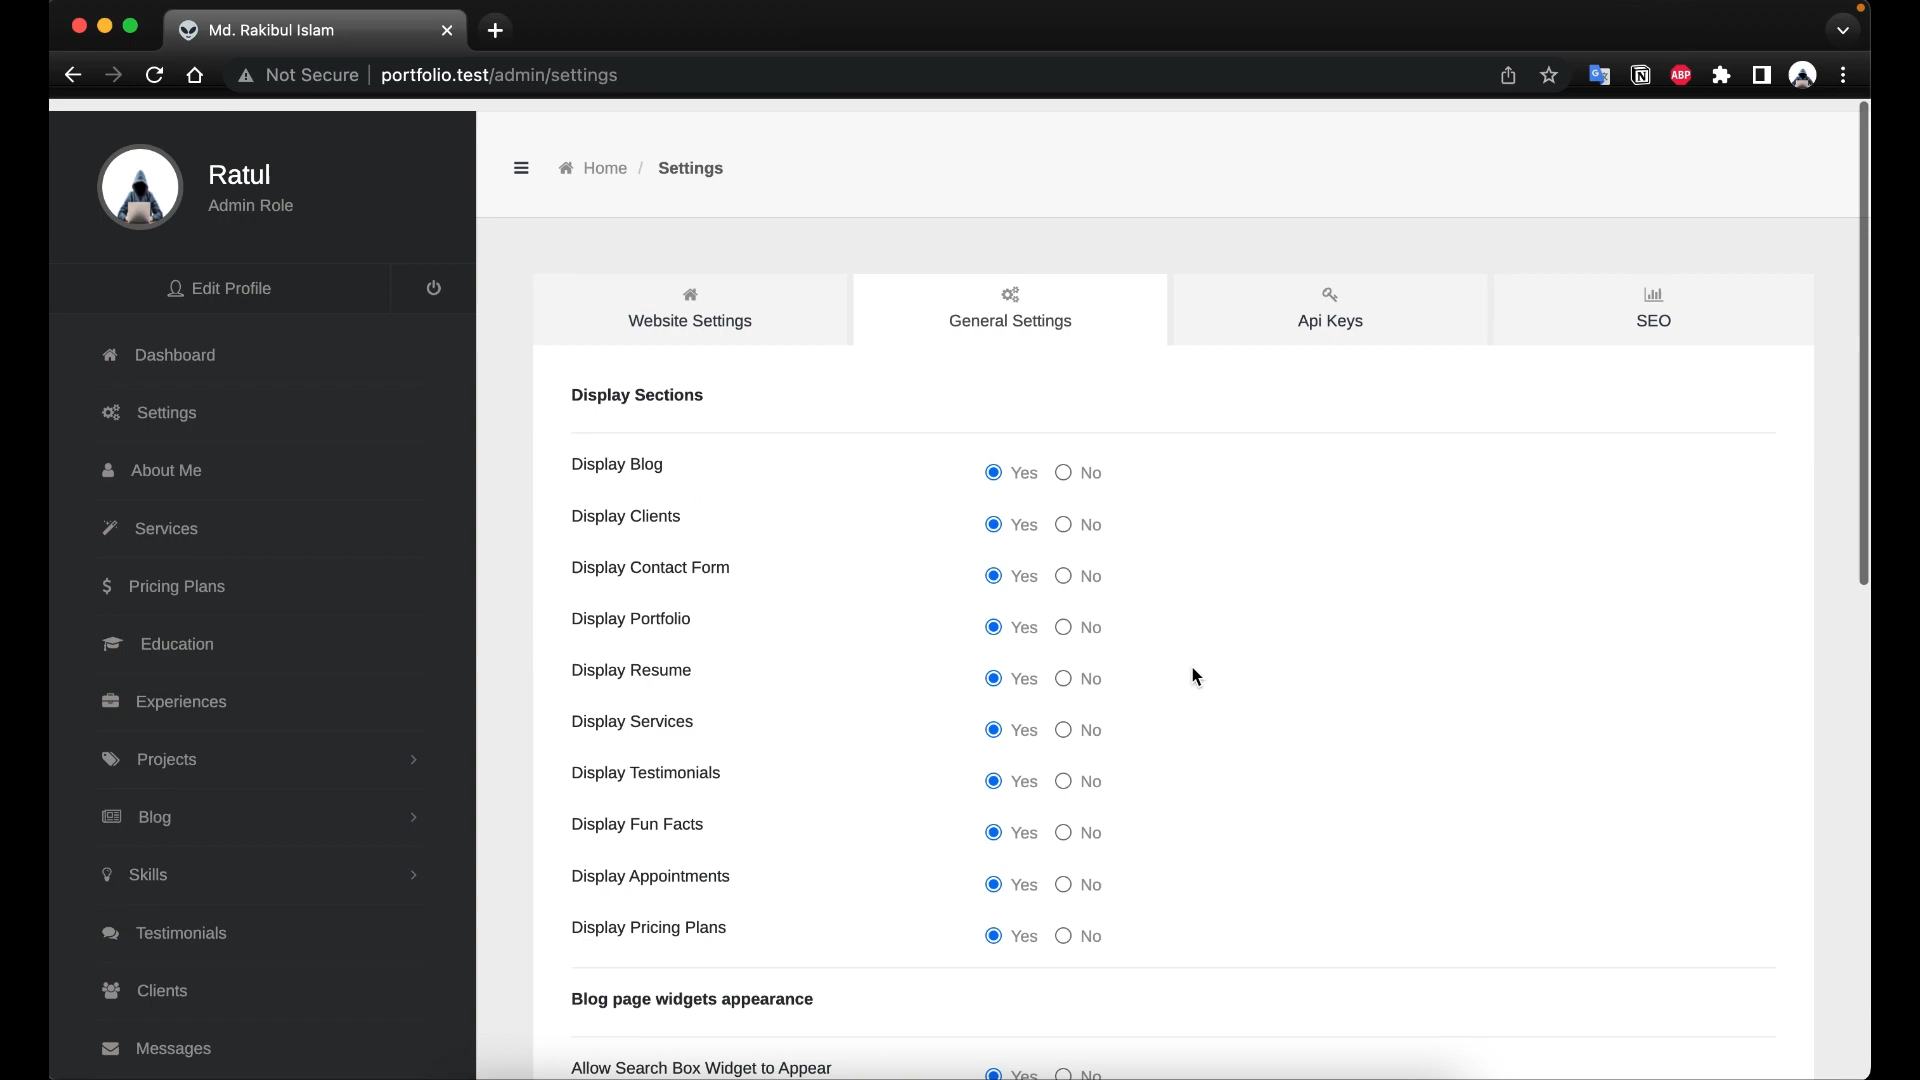 Md. Rakibul Islam
Not Secure portfolio.test/admin/settings
ABP
Ratul
Admin Role
Edit Profile
Dashboard
Settings
About Me
Services
Pricing Plans
Education
Experiences
Projects
Blog
Skills
Testimonials
Clients
Messages
Home / Settings
Website Settings
General Settings
Api Keys
SEO
Display Sections
Display Blog Yes No
Display Clients Yes No
Display Contact Form Yes No
Display Portfolio Yes No
Display Resume Yes No
Display Services Yes No
Display Testimonials Yes No
Display Fun Facts Yes No
Display Appointments Yes No
Display Pricing Plans Yes No
Blog page widgets appearance
Allow Search Box Widget to Appear Yes No